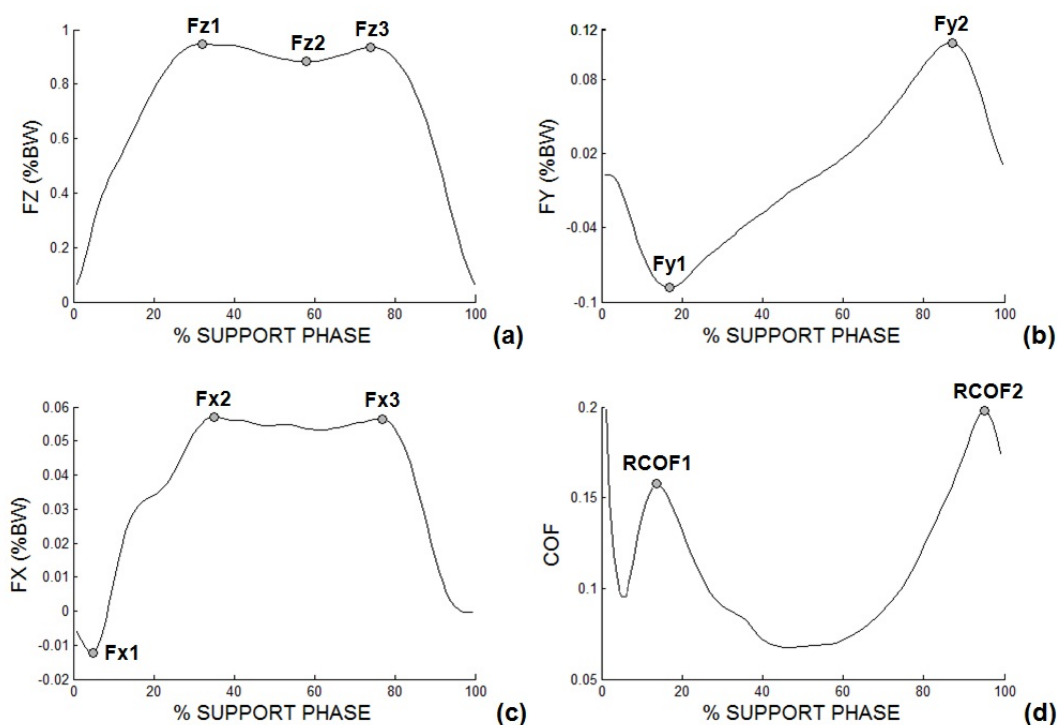 Fz1
Fz2
Fz3
1
0.8
0.6
0.4
0.2
0
FZ (%BW)
0 20 40 60 80 100
% SUPPORT PHASE
(a)
Fy2
Fy1
0.12
0.08
0.02
-0.04
-0.1
FY (%BW)
0 20 40 60 80 100
% SUPPORT PHASE
(b)
Fx2
Fx3
Fx1
0.06
0.05
0.04
0.03
0.02
0.01
0
-0.01
-0.02
FX (%BW)
0 20 40 60 80 100
% SUPPORT PHASE
(c)
RCOF2
RCOF1
0.2
0.15
0.1
0.05
COF
0 20 40 60 80 100
% SUPPORT PHASE
(d)